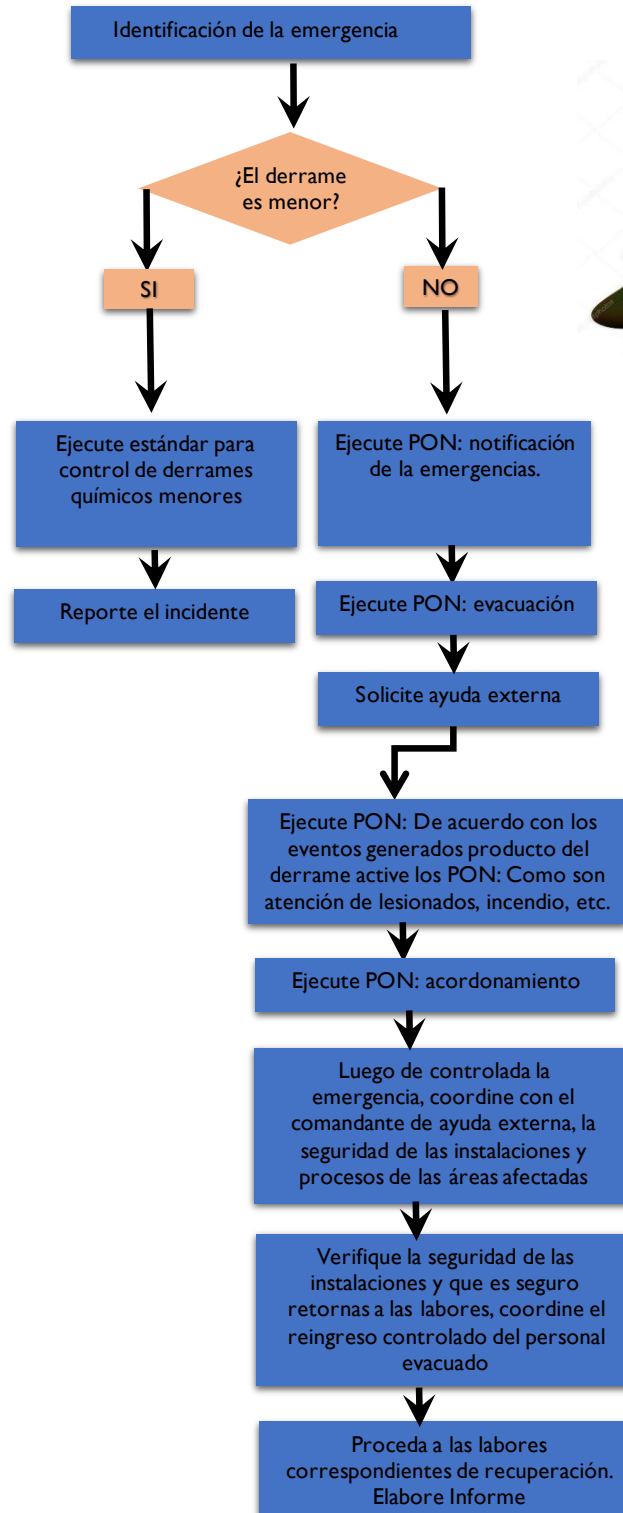 Identificación de la emergencia
¿El derrame
es menor?
SI
NO
Ejecute estándar para
control de derrames
químicos menores
Ejecute PON: notificación
de la emergencias.
Reporte el incidente
Ejecute PON: evacuación
Solicite ayuda externa
Ejecute PON: De acuerdo con los
eventos generados producto del
derrame active los PON: Como son
atención de lesionados, incendio, etc.
Ejecute PON: acordonamiento
Luego de controlada la
emergencia, coordine con el
comandante de ayuda externa, la
seguridad de las instalaciones y
procesos de las áreas afectadas
Verifique la seguridad de las
instalaciones y que es seguro
retornas a las labores, coordine el
reingreso controlado del personal
evacuado
Proceda a las labores
correspondientes de recuperación.
Elabore Informe